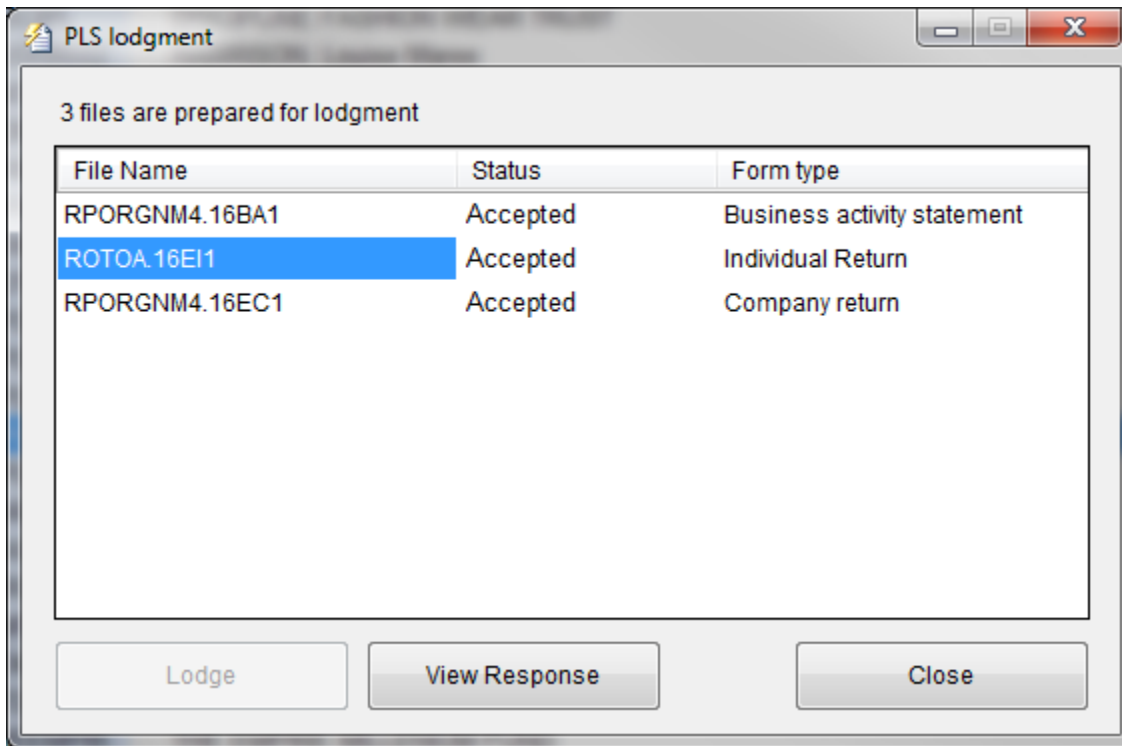 PLS lodgment
3 files are prepared for lodgment
File Name Status Form type
RPORGNM4.16BA1 Accepted Business activity statement
ROTOA.16EI1 Accepted Individual Return
RPORGNM4.16EC1 Accepted Company return
Lodge View Response Close